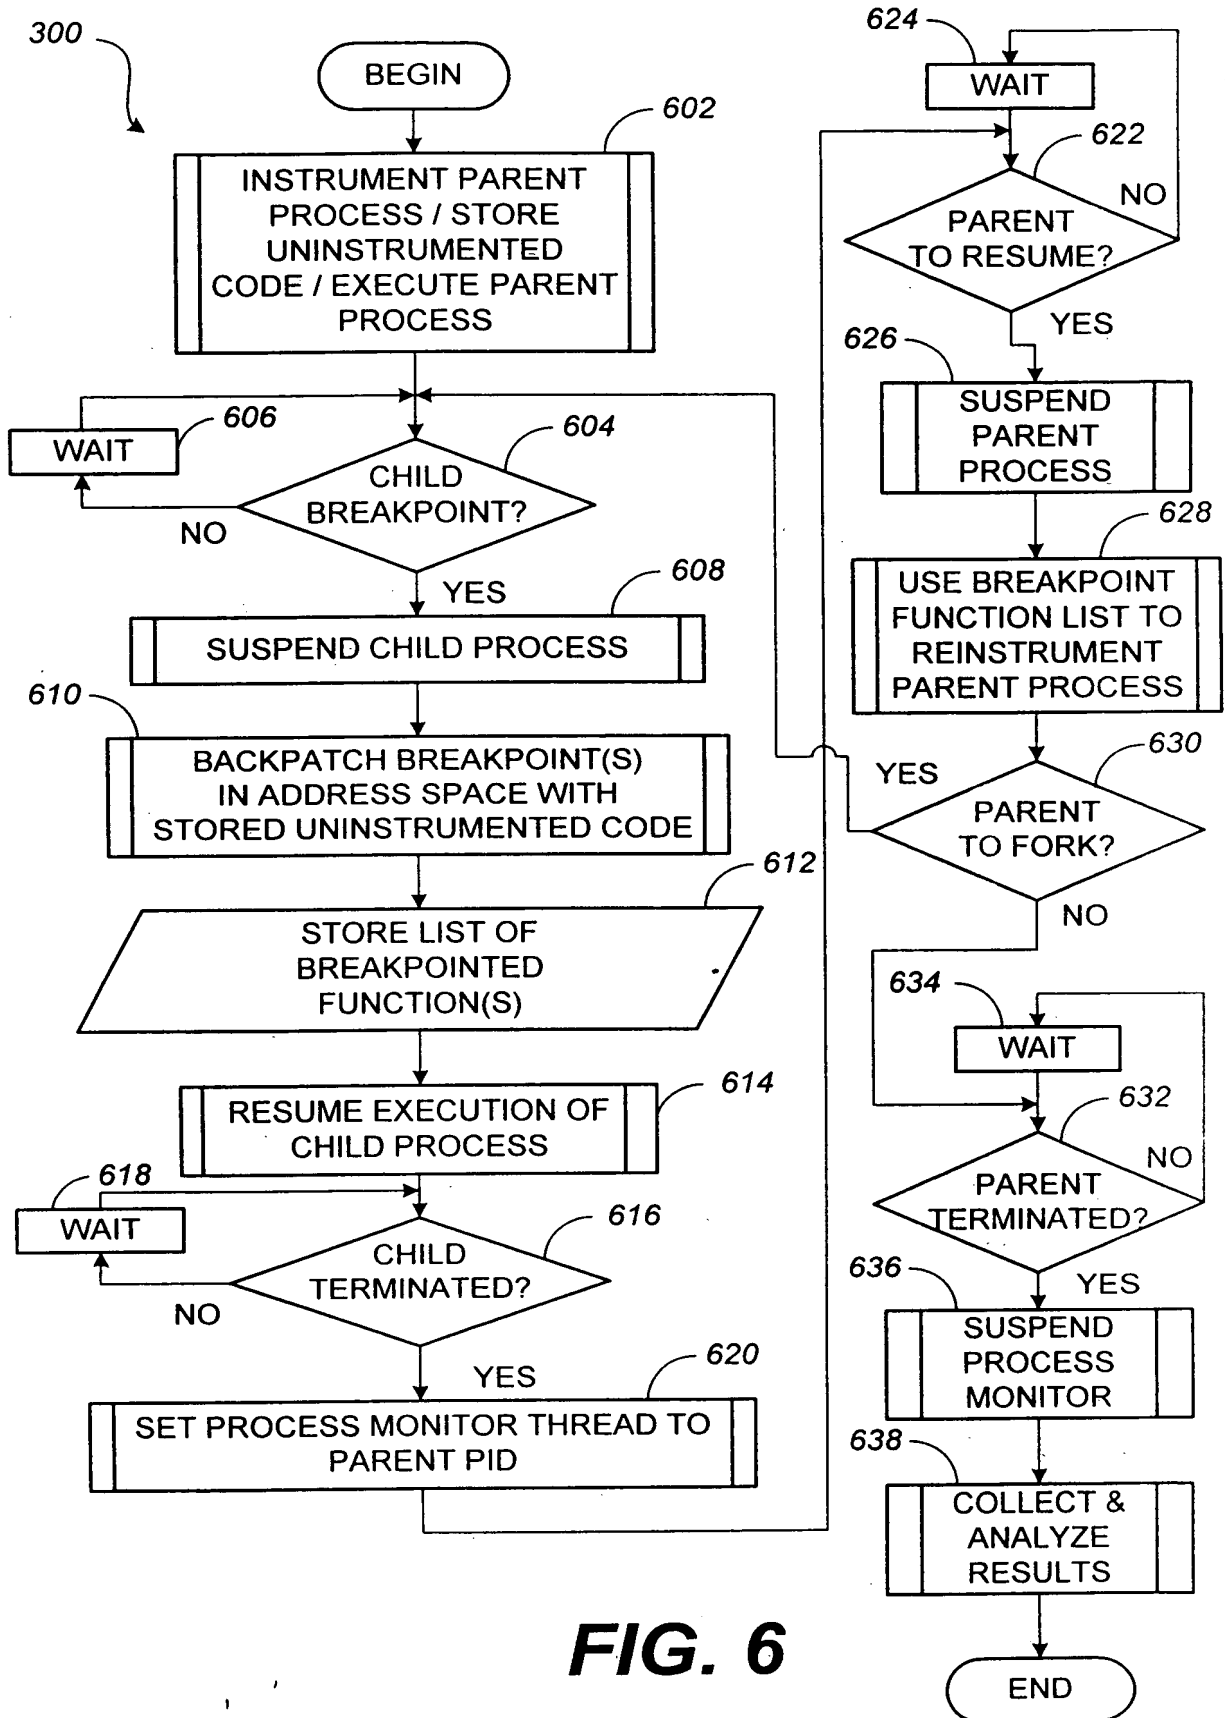 300
BEGIN
602
INSTRUMENT PARENT
PROCESS / STORE
UNINSTRUMENTED
CODE / EXECUTE PARENT
PROCESS
606
WAIT
604
CHILD
BREAKPOINT?
NO
YES
608
SUSPEND CHILD PROCESS
610
BACKPATCH BREAKPOINT(S)
IN ADDRESS SPACE WITH
STORED UNINSTRUMENTED CODE
612
STORE LIST OF
BREAKPOINTED
FUNCTION(S)
614
RESUME EXECUTION OF
CHILD PROCESS
618
WAIT
616
CHILD
TERMINATED?
NO
YES
620
SET PROCESS MONITOR THREAD TO
PARENT PID
624
WAIT
622
NO
PARENT
TO RESUME?
YES
626
SUSPEND
PARENT
PROCESS
628
USE BREAKPOINT
FUNCTION LIST TO
REINSTRUMENT
PARENT PROCESS
630
YES
PARENT
TO FORK?
NO
634
WAIT
632
NO
PARENT
TERMINATED?
YES
636
SUSPEND
PROCESS
MONITOR
638
COLLECT &
ANALYZE
RESULTS
END
FIG. 6